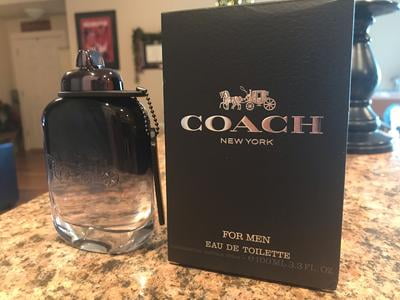 COACH
NEW YORK
FOR MEN
EAU DE TOILETTE
100 ML 3.3 FL. OZ